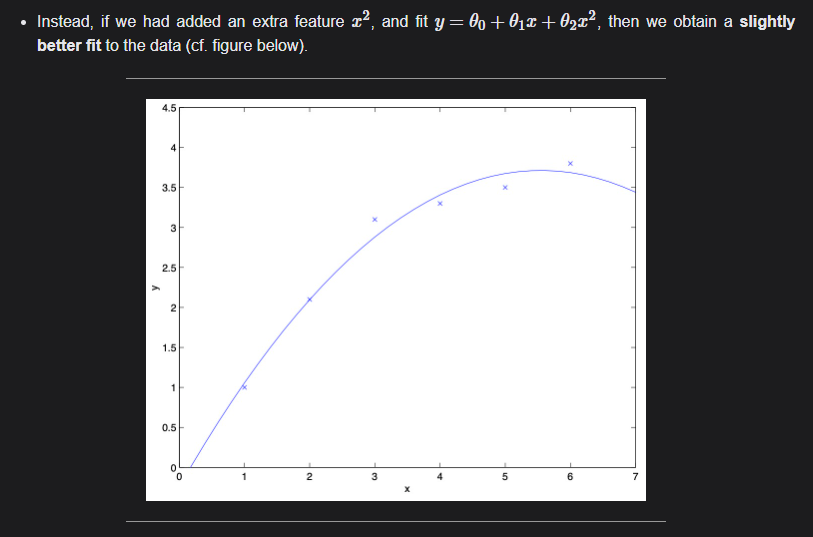 • Instead, if we had added an extra feature x², and fit y = θ₀ + θ₁x + θ₂x², then we obtain a slightly
better fit to the data (cf. figure below).
4.5
4
3.5
3
2.5
y
2
1.5
1
0.5
0
0 1 2 3 4 5 6 7
x